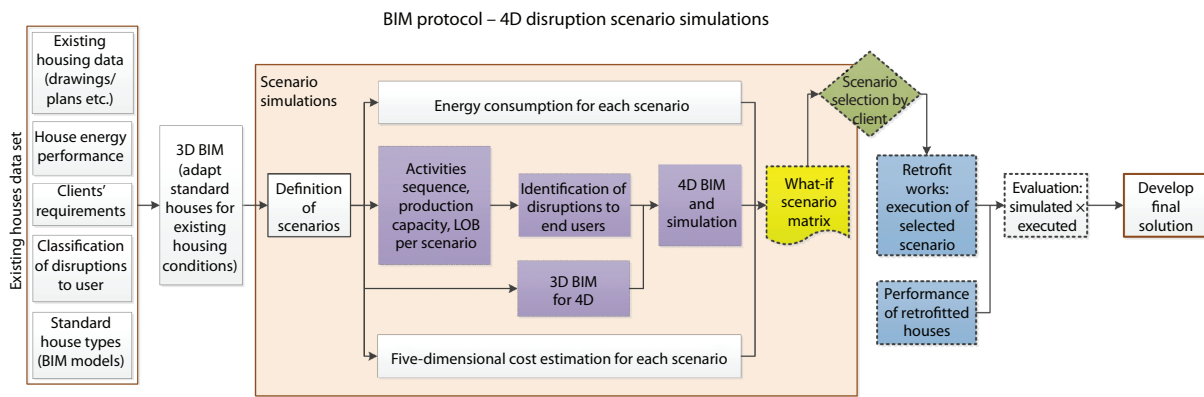 BIM protocol – 4D disruption scenario simulations
Existing houses data set
Existing
housing data
(drawings/
plans etc.)
House energy
performance
Clients’
requirements
Classification
of disruptions
to user
Standard
house types
(BIM models)
3D BIM
(adapt
standard
houses for
existing
housing
conditions)
Scenario
simulations
Definition
of
scenarios
Energy consumption for each scenario
Activities
sequence,
production
capacity, LOB
per scenario
Identification of
disruptions to
end users
3D BIM
for 4D
4D BIM
and
simulation
Five-dimensional cost estimation for each scenario
What-if
scenario
matrix
Scenario
selection by
client
Retrofit
works:
execution of
selected
scenario
Performance
of retrofitted
houses
Evaluation:
simulated ×
executed
Develop
final
solution